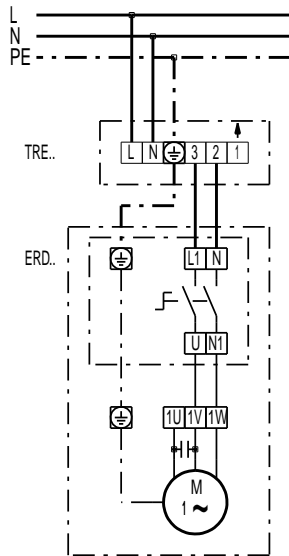 L
N
PE
TRE..
L N 3 2 1
ERD..
L1 N
U N1
1U 1V 1W
M
1 ~